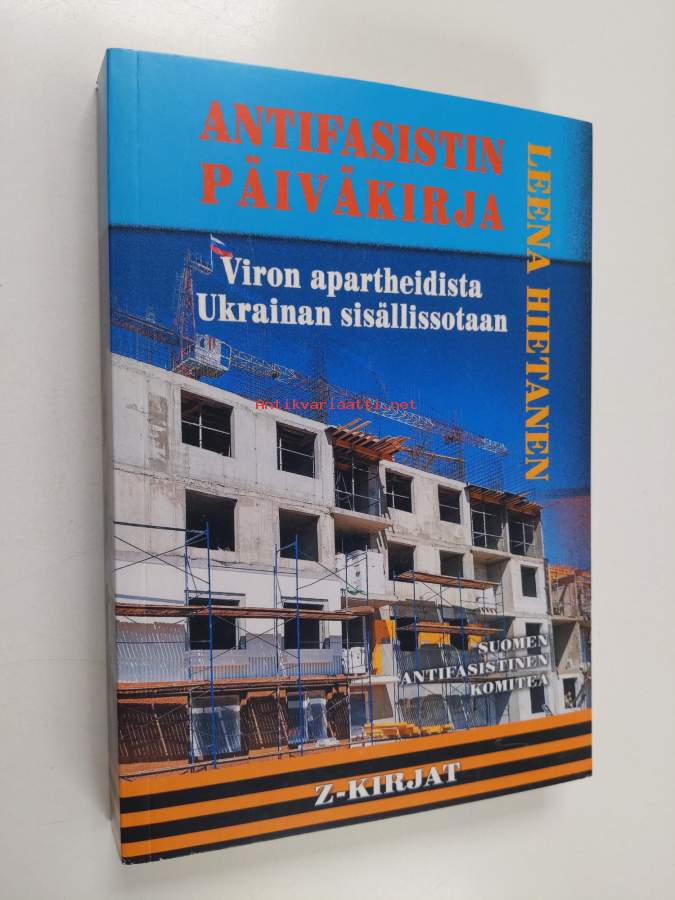 ANTIFASISTIN
PÄIVÄKIRJA
LEENA HIETANEN
Viron apartheidista
Ukrainan sisällissotaan
Antikvariaatti.net
SUOMEN
ANTIFASISTINEN
KOMITEA
Z-KIRJAT